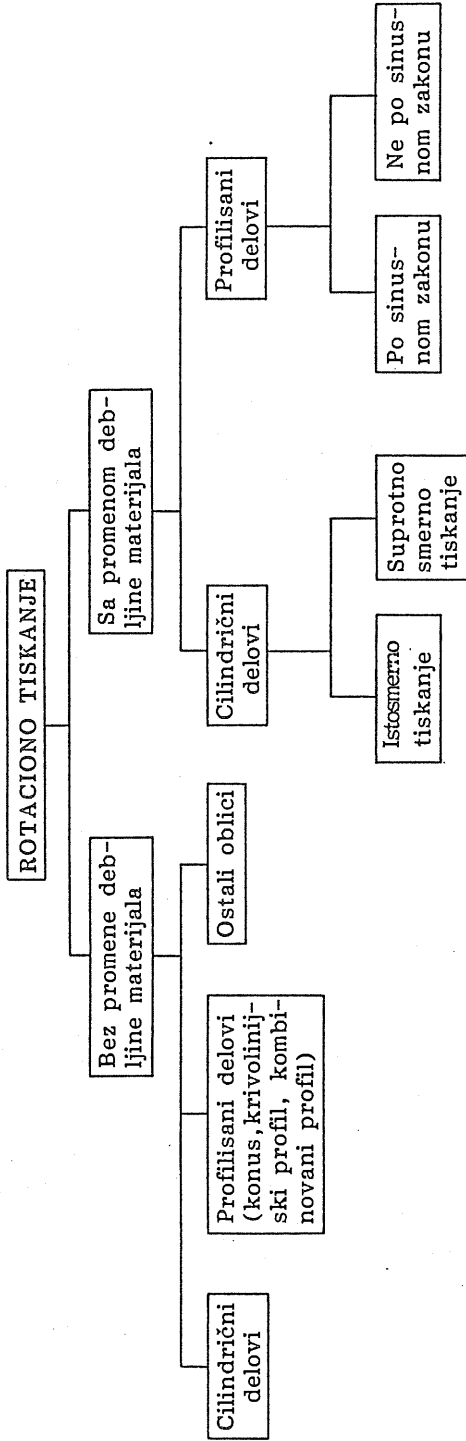 ROTACIONO TISKANJE
Bez promene deb-
ljine materijala
Sa promenom deb-
ljine materijala
Cilindrični
delovi
Profilisani delovi
(konus,krivolinij-
ski profil, kombi-
novani profil)
Ostali oblici
Cilindrični
delovi
Profilisani
delovi
Istosmerno
tiskanje
Suprotno
smerno
tiskanje
Po sinus-
nom zakonu
Ne po sinus-
nom zakonu